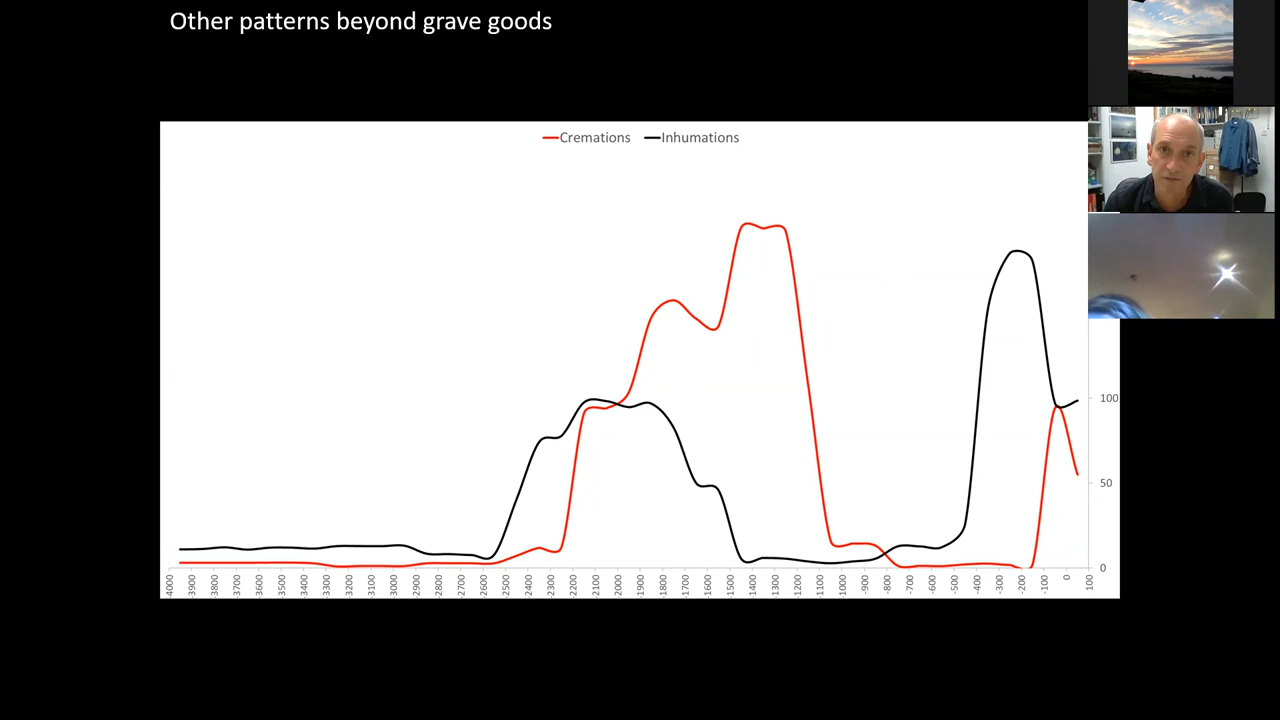 Other patterns beyond grave goods
Cremations Inhumations
100
50
0
-4000 -3900 -3800 -3700 -3600 -3500 -3400 -3300 -3200 -3100 -3000 -2900 -2800 -2700 -2600 -2500 -2400 -2300 -2200 -2100 -2000 -1900 -1800 -1700 -1600 -1500 -1400 -1300 -1200 -1100 -1000 -900 -800 -700 -600 -500 -400 -300 -200 -100 0 100